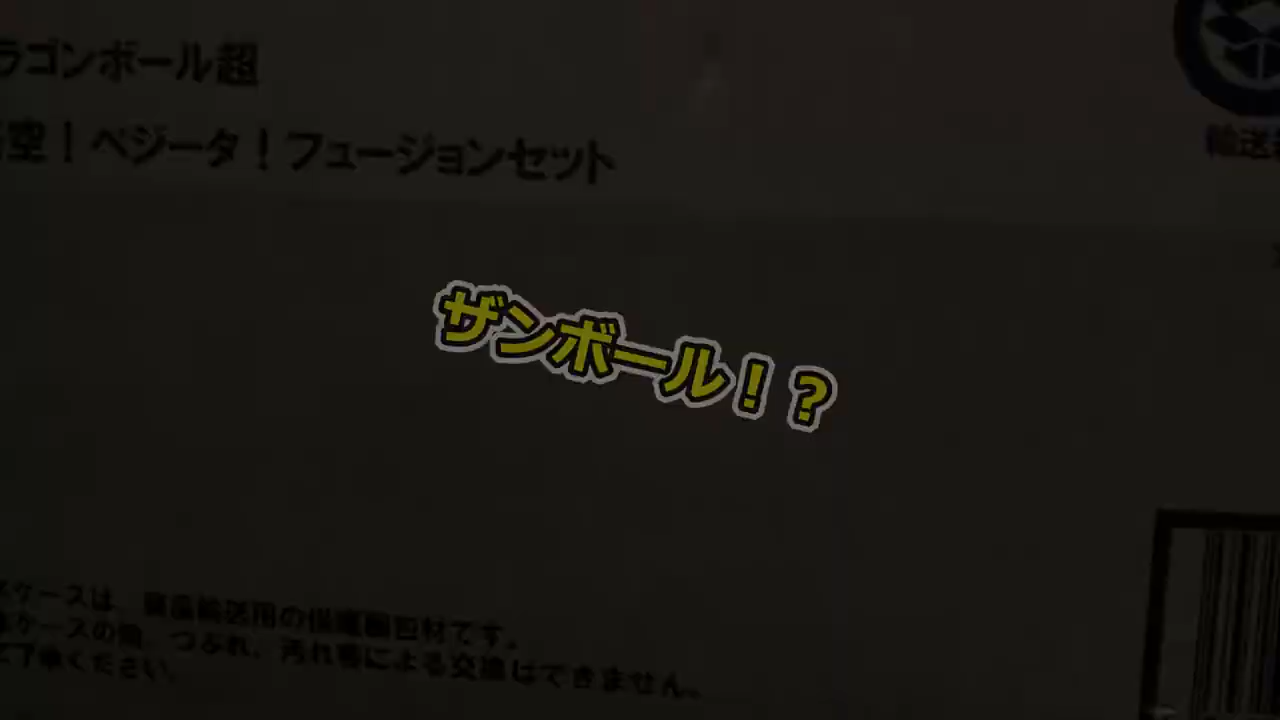 ラゴンボール超
空！ベジータ！フュージョンセット
輸送
ザンボール！？
ケースは、商品輸送用の保護梱包材です。
ケースの傷、つぶれ、汚れ等による交換はできません。
了承ください。